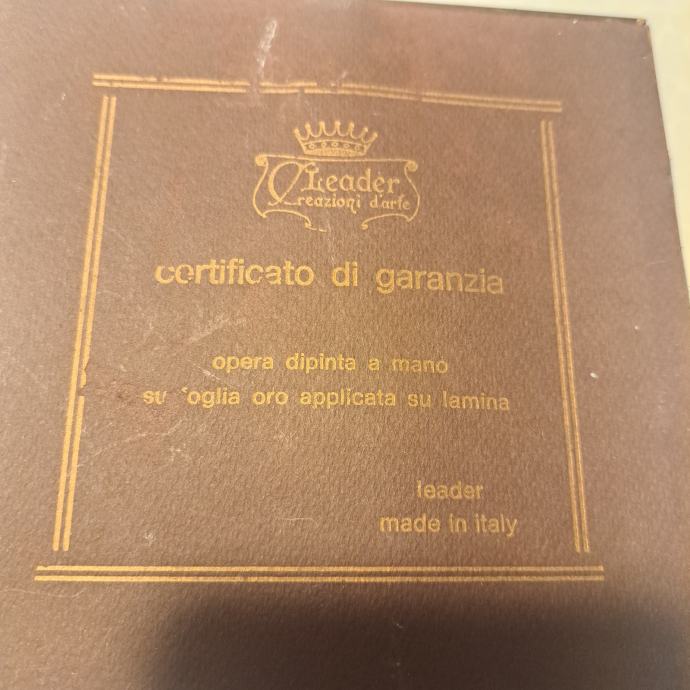 Leader
Creazioni d'arte
certificato di garanzia
opera dipinta a mano
su foglia oro applicata su lamina
leader
made in italy